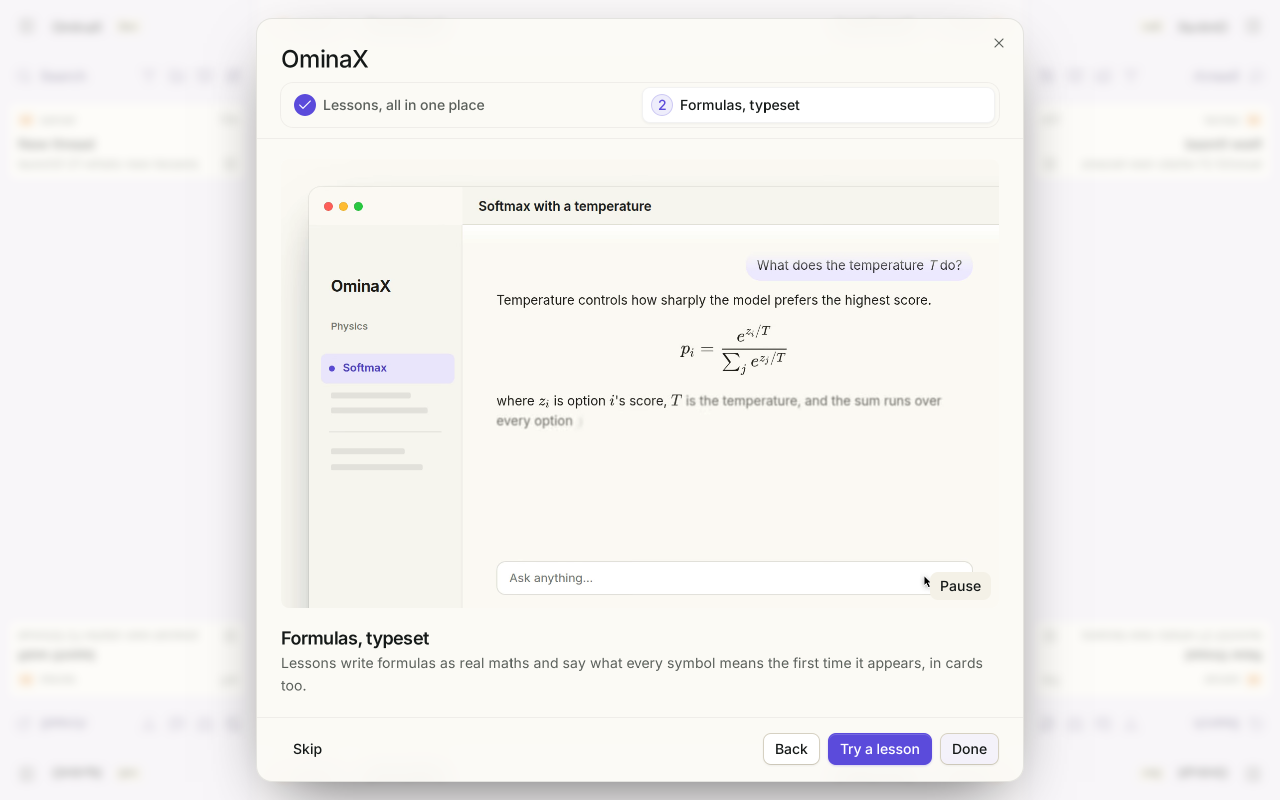 OminaX
Lessons, all in one place
2 Formulas, typeset
Softmax with a temperature
What does the temperature T do?
OminaX
Temperature controls how sharply the model prefers the highest score.
Physics
p_i = e^{z_i/T} / ∑_j e^{z_j/T}
Softmax
where z_i is option i's score, T is the temperature, and the sum runs over
every option j
Ask anything...
Pause
Formulas, typeset
Lessons write formulas as real maths and say what every symbol means the first time it appears, in cards
too.
Skip
Back
Try a lesson
Done